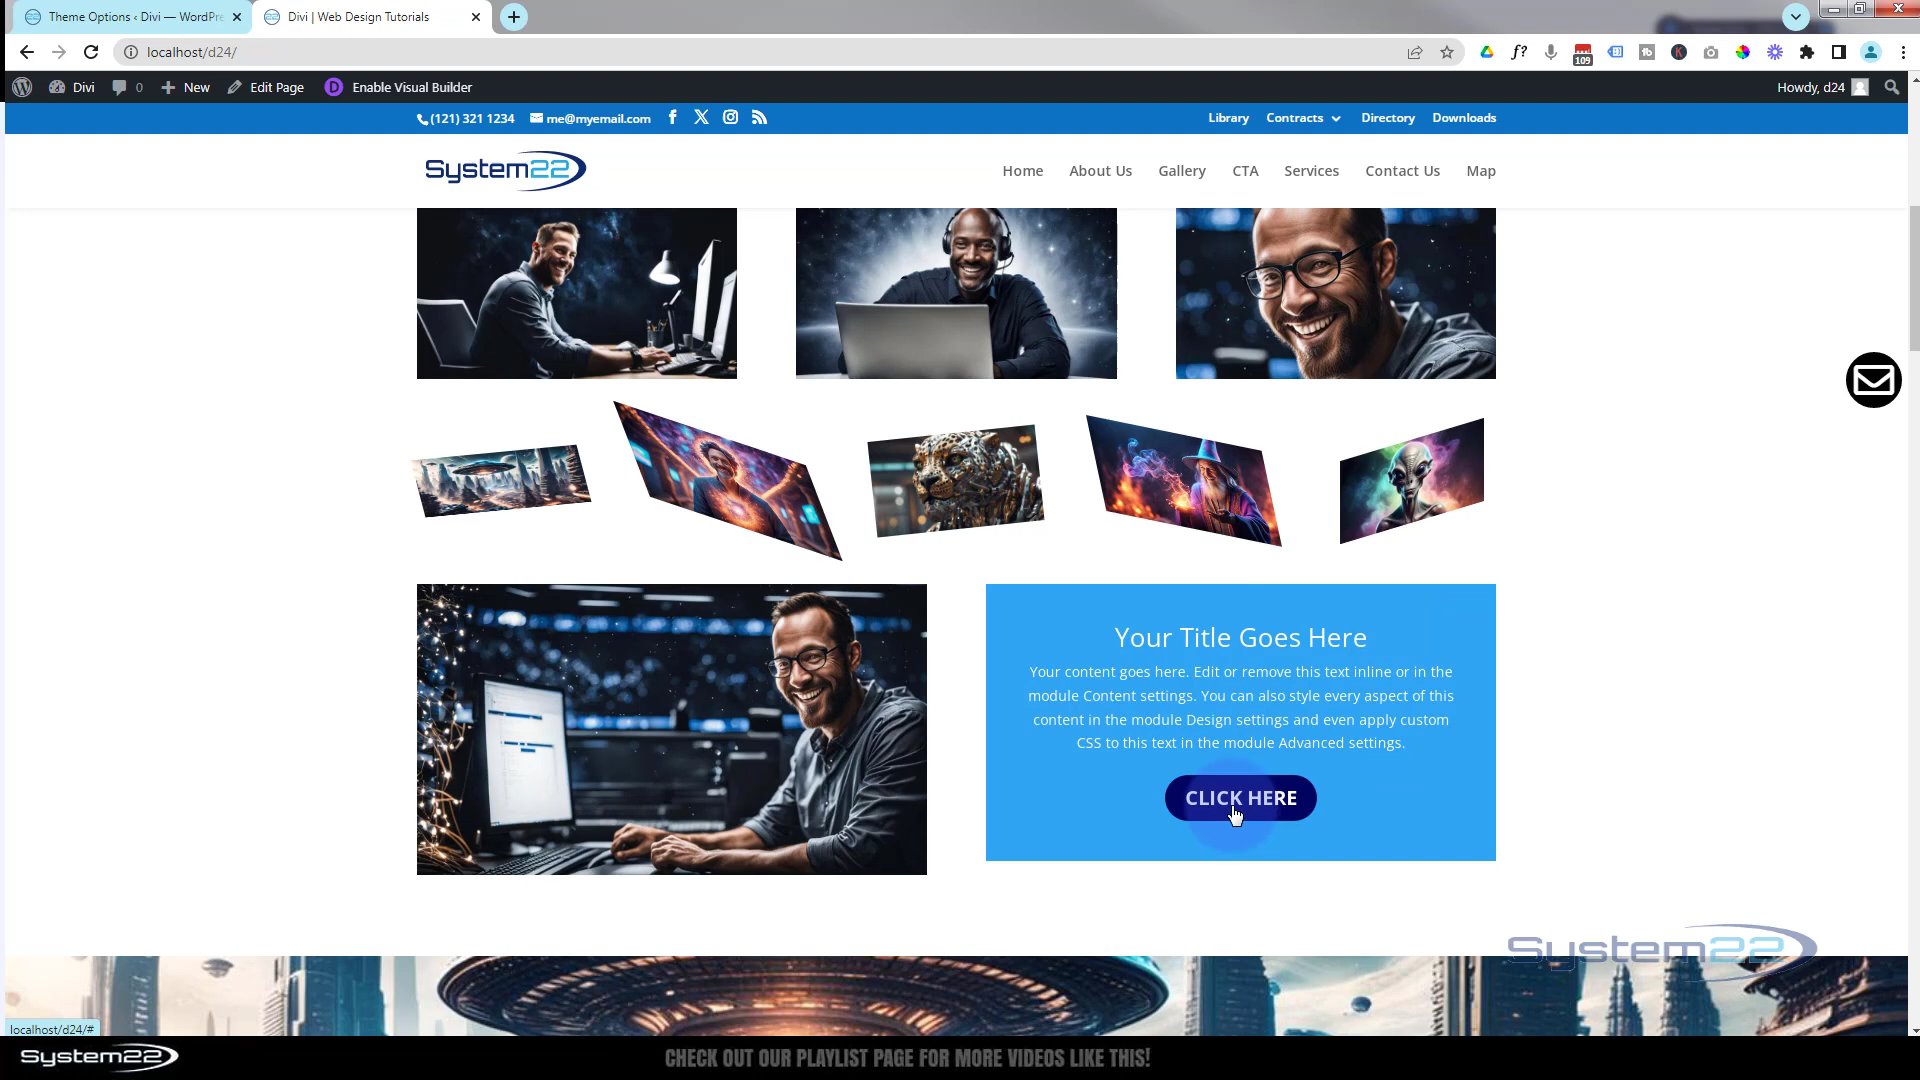 Theme Options ‹ Divi — WordPre
Divi | Web Design Tutorials
localhost/d24/
f?
109
Divi
0
New
Edit Page
D
Enable Visual Builder
Howdy, d24
(121) 321 1234
me@myemail.com
Library
Contracts
Directory
Downloads
System22
Home
About Us
Gallery
CTA
Services
Contact Us
Map
Your Title Goes Here
Your content goes here. Edit or remove this text inline or in the
module Content settings. You can also style every aspect of this
content in the module Design settings and even apply custom
CSS to this text in the module Advanced settings.
CLICK HERE
System22
localhost/d24/#
System22
CHECK OUT OUR PLAYLIST PAGE FOR MORE VIDEOS LIKE THIS!